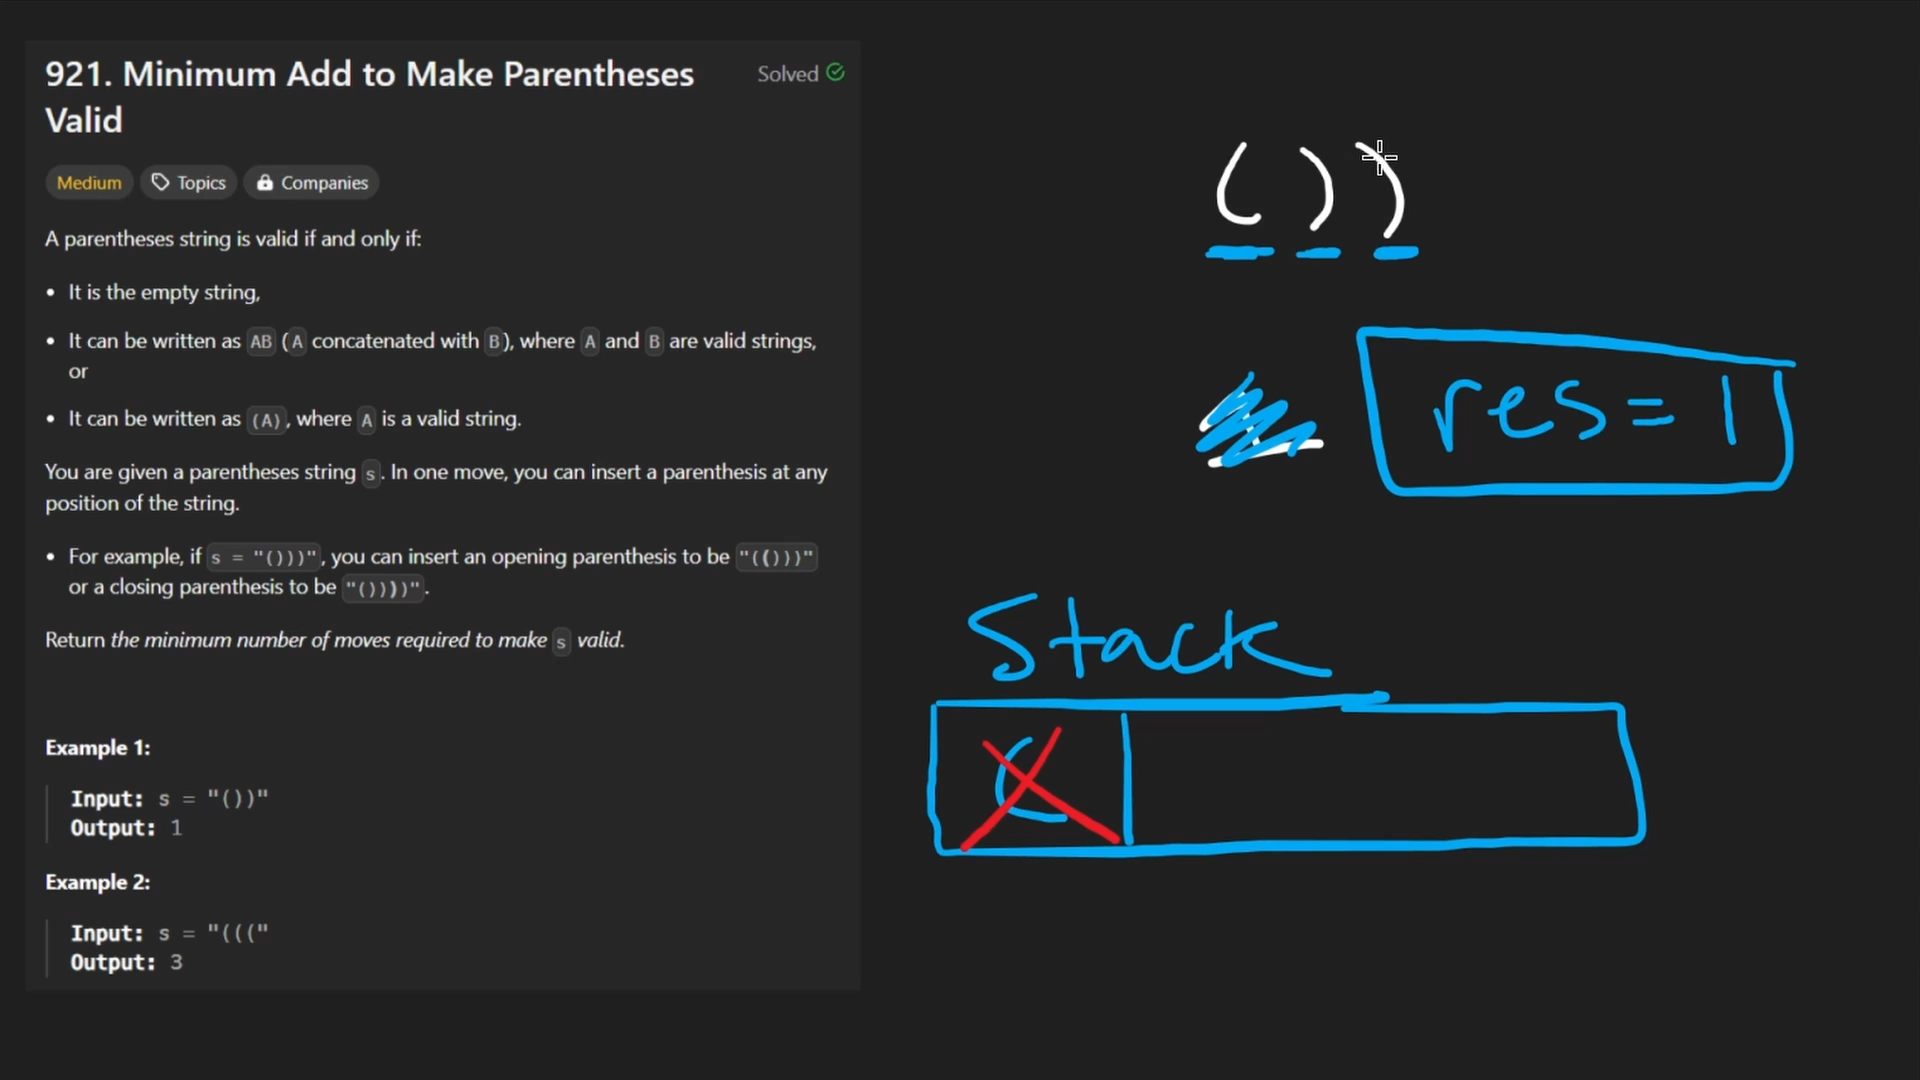 921. Minimum Add to Make Parentheses
Valid
Solved
Medium
Topics
Companies
A parentheses string is valid if and only if:
• It is the empty string,
• It can be written as AB (A concatenated with B), where A and B are valid strings,
or
• It can be written as (A), where A is a valid string.
You are given a parentheses string s. In one move, you can insert a parenthesis at any
position of the string.
• For example, if s = "()))", you can insert an opening parenthesis to be "(()))"
or a closing parenthesis to be "())))".
Return the minimum number of moves required to make s valid.
Example 1:
Input: s = "())"
Output: 1
Example 2:
Input: s = "((("
Output: 3
( ) )
res = 1
Stack
(